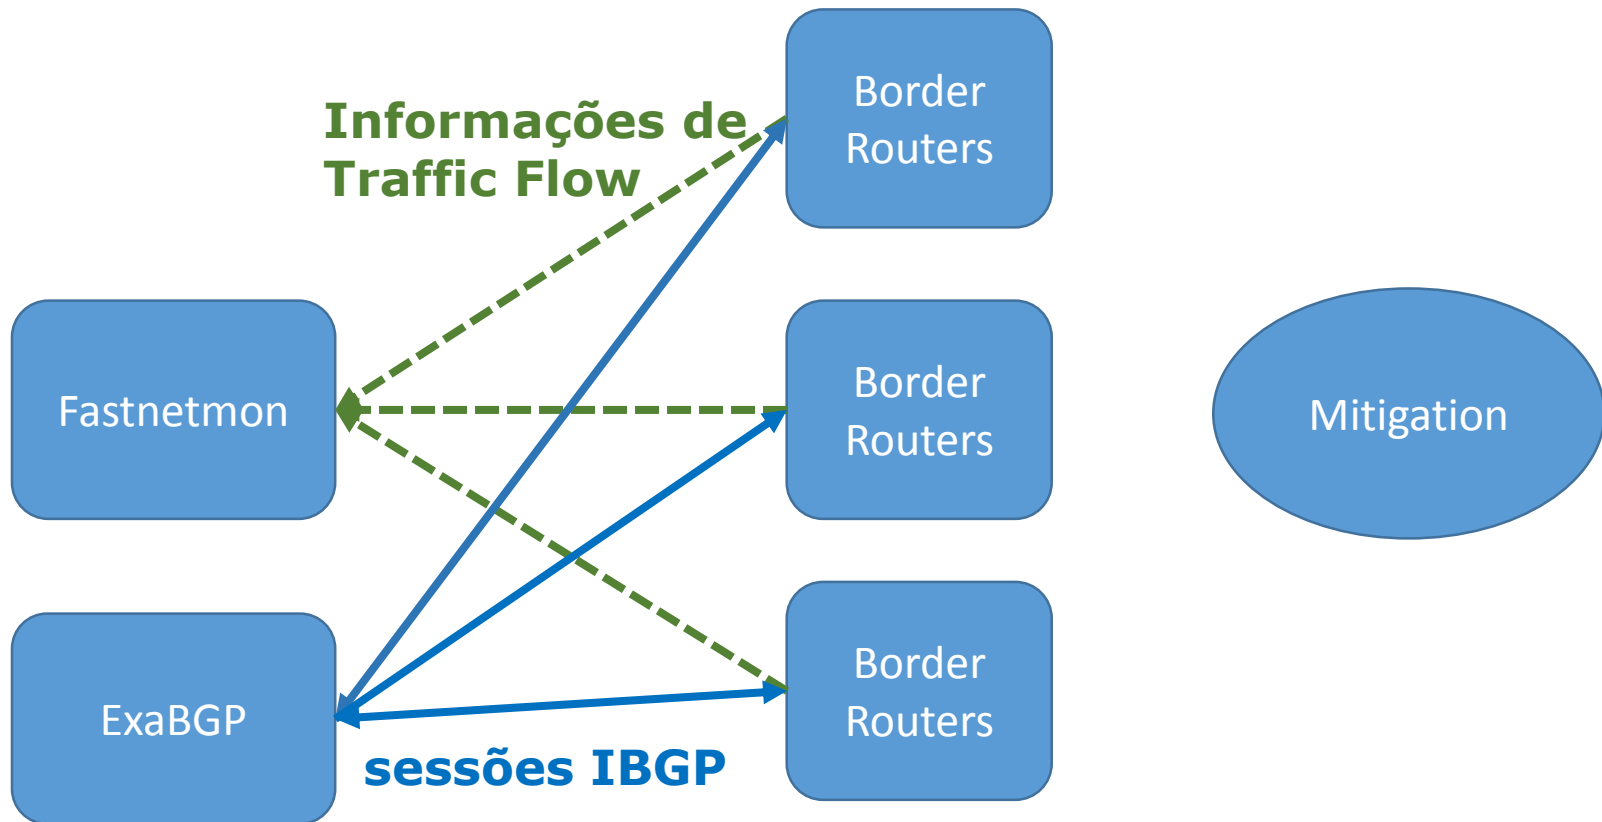 Border
Routers
Informações de
Traffic Flow
Fastnetmon
Border
Routers
Mitigation
ExaBGP
Border
Routers
sessões IBGP